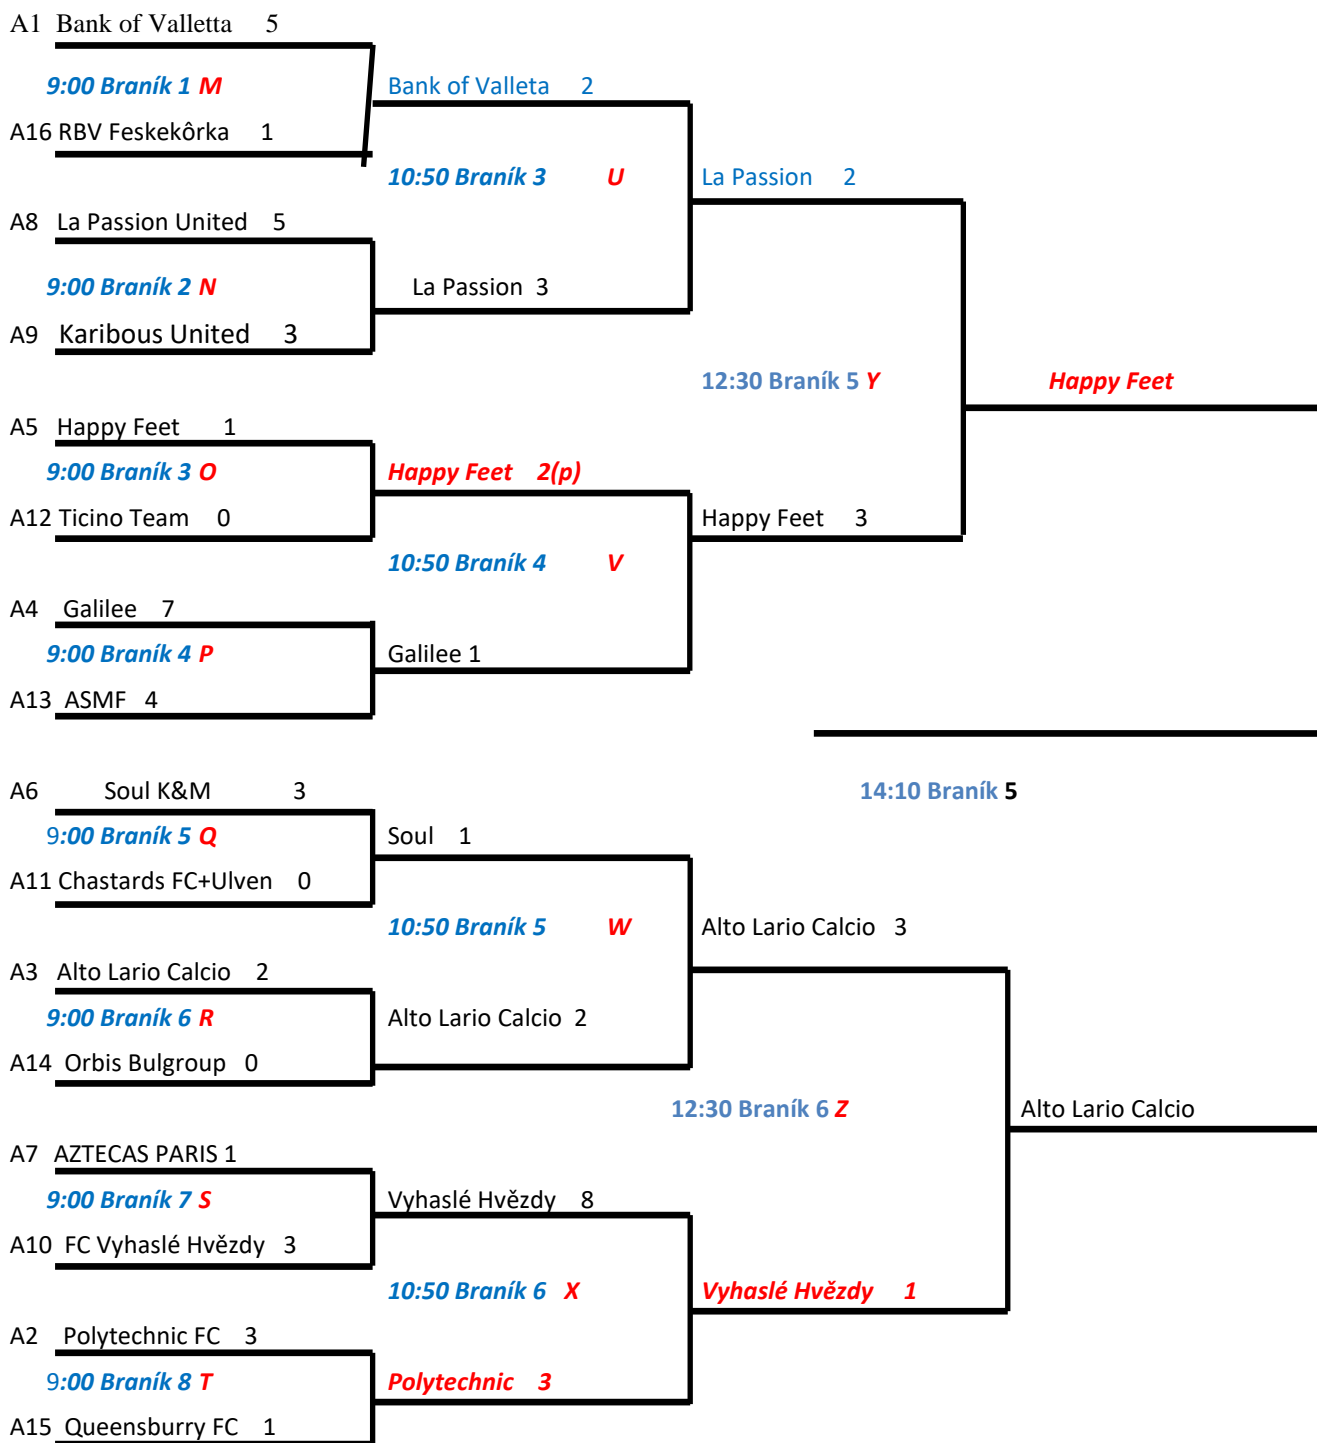 A1 Bank of Valletta 5
9:00 Braník 1 M
Bank of Valleta 2
A16 RBV Feskekôrka 1
10:50 Braník 3 U
La Passion 2
A8 La Passion United 5
9:00 Braník 2 N
La Passion 3
A9 Karibous United 3
12:30 Braník 5 Y
Happy Feet
A5 Happy Feet 1
9:00 Braník 3 O
Happy Feet 2(p)
A12 Ticino Team 0
Happy Feet 3
10:50 Braník 4 V
A4 Galilee 7
9:00 Braník 4 P
Galilee 1
A13 ASMF 4
A6 Soul K&M 3
14:10 Braník 5
9:00 Braník 5 Q
Soul 1
A11 Chastards FC+Ulven 0
10:50 Braník 5 W
Alto Lario Calcio 3
A3 Alto Lario Calcio 2
9:00 Braník 6 R
Alto Lario Calcio 2
A14 Orbis Bulgroup 0
12:30 Braník 6 Z
Alto Lario Calcio
A7 AZTECAS PARIS 1
9:00 Braník 7 S
Vyhaslé Hvězdy 8
A10 FC Vyhaslé Hvězdy 3
10:50 Braník 6 X
Vyhaslé Hvězdy 1
A2 Polytechnic FC 3
9:00 Braník 8 T
Polytechnic 3
A15 Queensburry FC 1